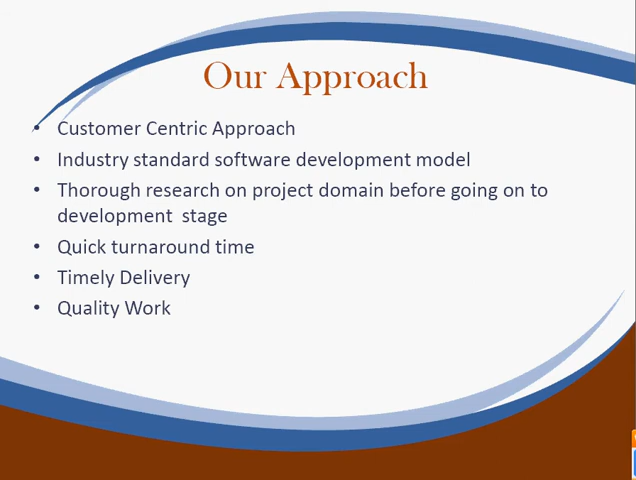 Our Approach
• Customer Centric Approach
• Industry standard software development model
• Thorough research on project domain before going on to
development  stage
• Quick turnaround time
• Timely Delivery
• Quality Work